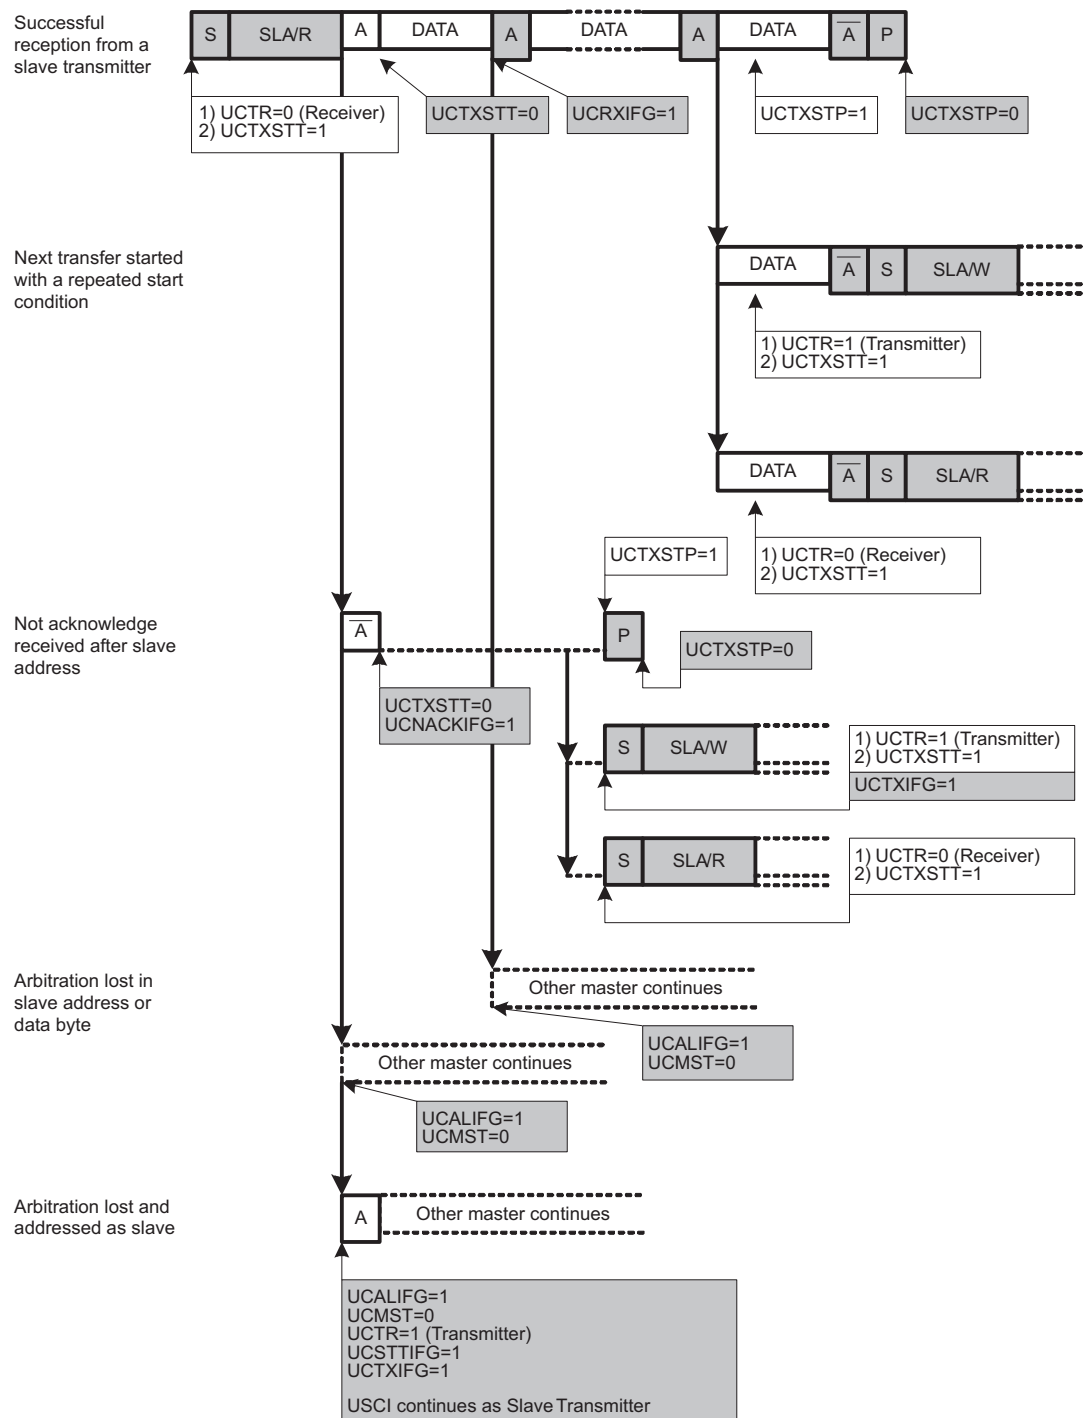 Successful
reception from a
slave transmitter
S SLA/R A DATA A DATA A DATA A̅ P
1) UCTR=0 (Receiver)
2) UCTXSTT=1
UCTXSTT=0
UCRXIFG=1
UCTXSTP=1
UCTXSTP=0
Next transfer started
with a repeated start
condition
DATA A̅ S SLA/W
1) UCTR=1 (Transmitter)
2) UCTXSTT=1
DATA A̅ S SLA/R
1) UCTR=0 (Receiver)
2) UCTXSTT=1
UCTXSTP=1
Not acknowledge
received after slave
address
A̅
P
UCTXSTP=0
UCTXSTT=0
UCNACKIFG=1
S SLA/W
1) UCTR=1 (Transmitter)
2) UCTXSTT=1
UCTXIFG=1
S SLA/R
1) UCTR=0 (Receiver)
2) UCTXSTT=1
Arbitration lost in
slave address or
data byte
Other master continues
UCALIFG=1
UCMST=0
Other master continues
UCALIFG=1
UCMST=0
Arbitration lost and
addressed as slave
A Other master continues
UCALIFG=1
UCMST=0
UCTR=1 (Transmitter)
UCSTTIFG=1
UCTXIFG=1
USCI continues as Slave Transmitter